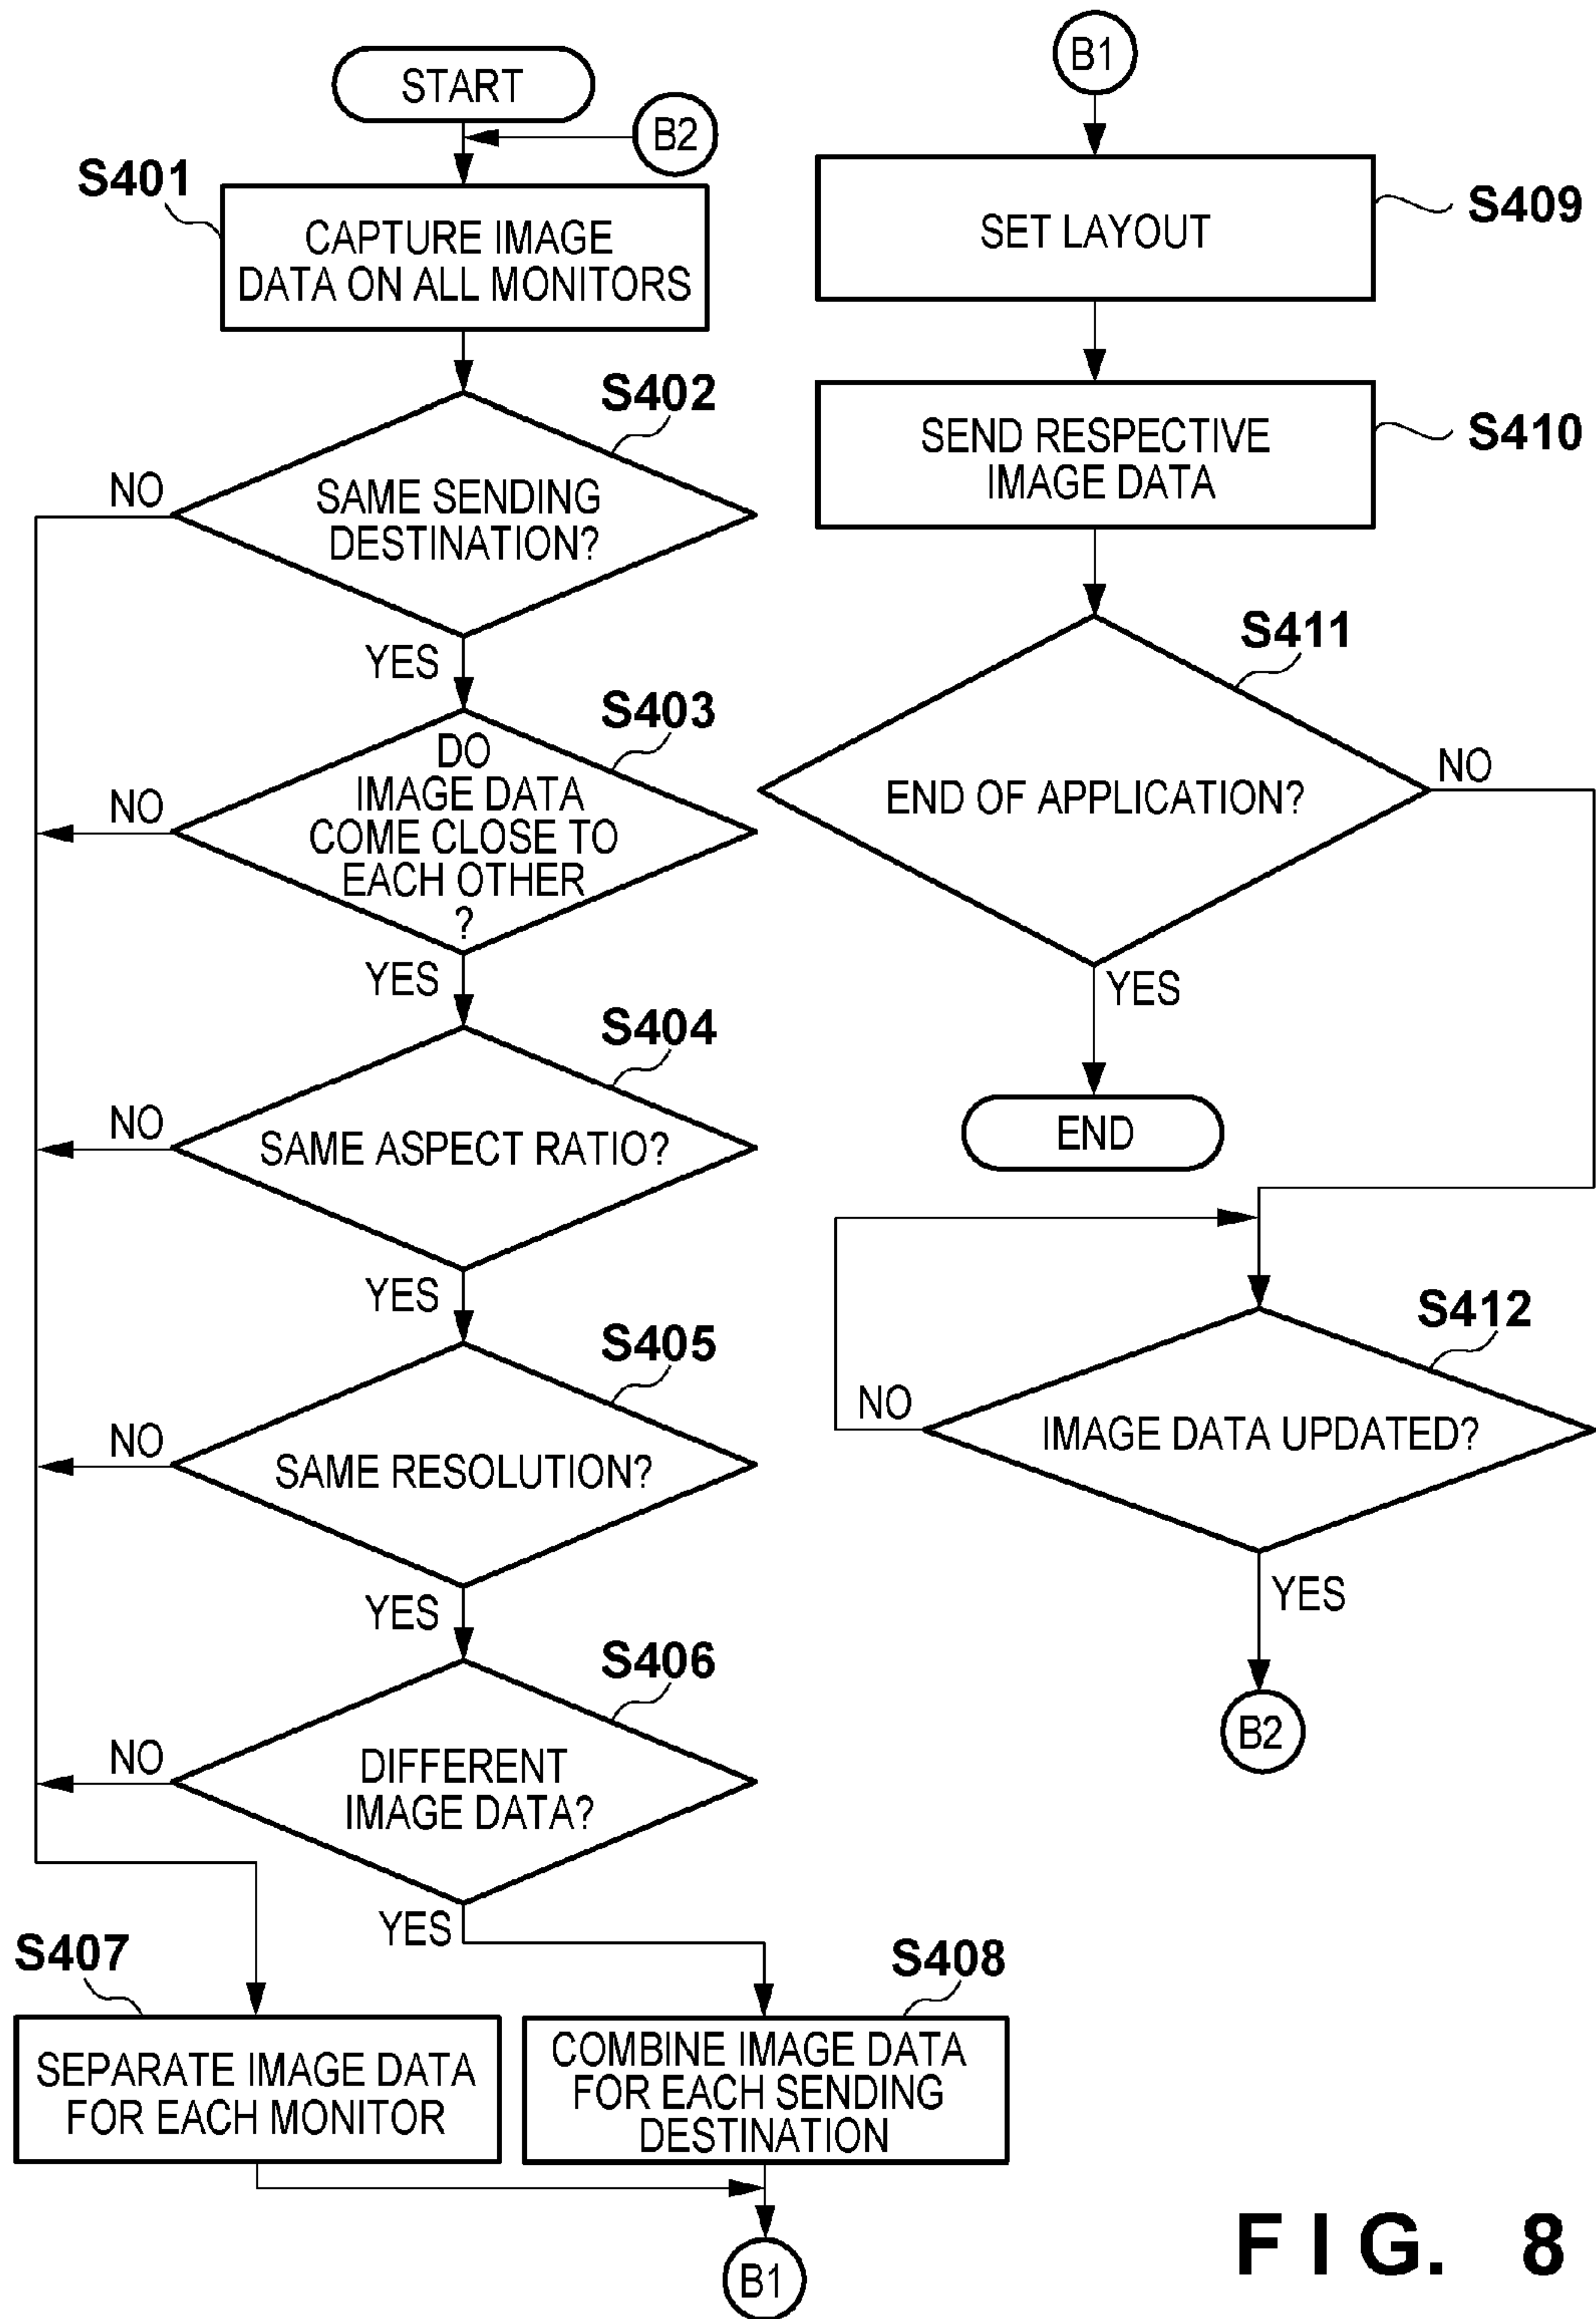 START
B2
S401
CAPTURE IMAGE
DATA ON ALL MONITORS
S402
NO
SAME SENDING
DESTINATION?
YES
S403
NO
DO
IMAGE DATA
COME CLOSE TO
EACH OTHER
?
YES
S404
NO
SAME ASPECT RATIO?
YES
S405
NO
SAME RESOLUTION?
YES
S406
NO
DIFFERENT
IMAGE DATA?
YES
S407
SEPARATE IMAGE DATA
FOR EACH MONITOR
S408
COMBINE IMAGE DATA
FOR EACH SENDING
DESTINATION
B1
B1
S409
SET LAYOUT
S410
SEND RESPECTIVE
IMAGE DATA
S411
NO
END OF APPLICATION?
YES
END
S412
NO
IMAGE DATA UPDATED?
YES
B2
FIG. 8